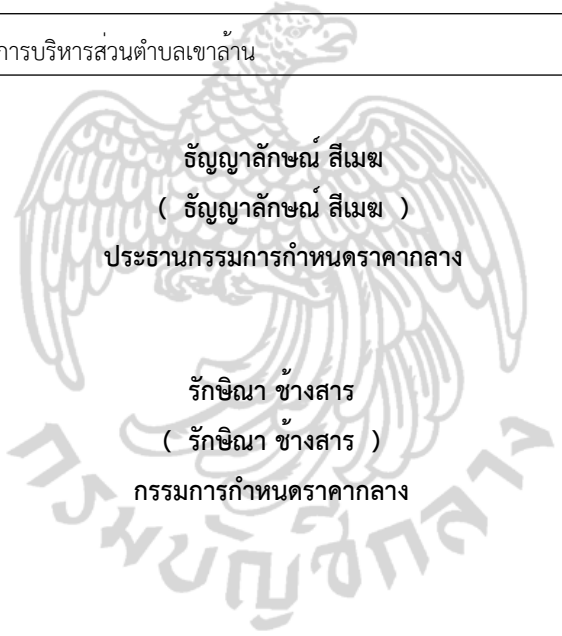 การบริหารส่วนตำบลเขาล้าน
ธัญญาลักษณ์ สีเมฆ
( ธัญญาลักษณ์ สีเมฆ )
ประธานกรรมการกำหนดราคากลาง
รักษิณา ช้างสาร
( รักษิณา ช้างสาร )
กรรมการกำหนดราคากลาง
กรมบัญชีกลาง